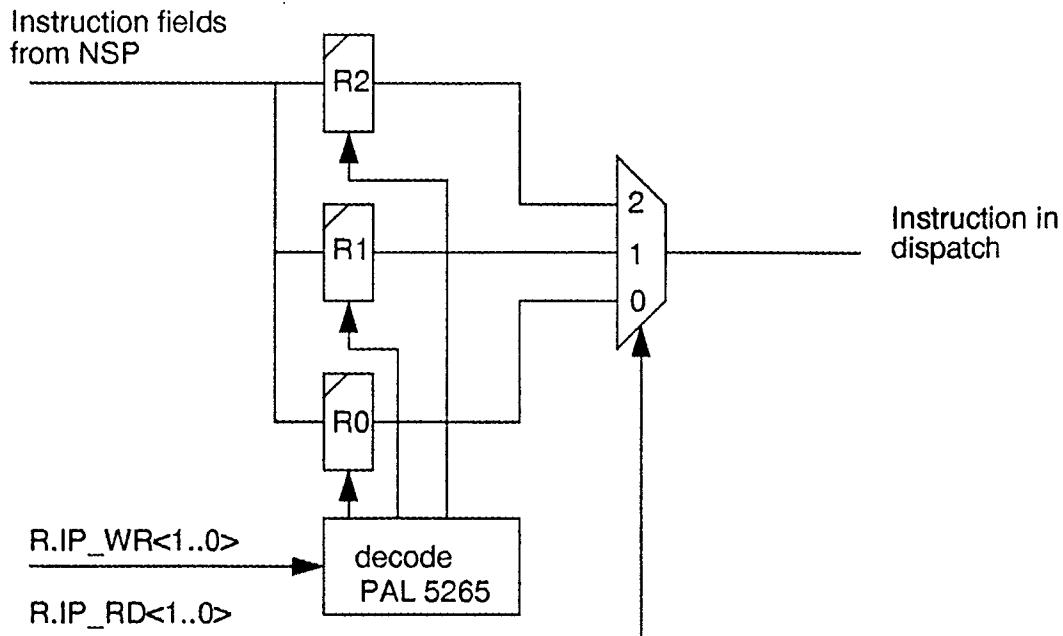 Instruction fields
from NSP
R2
R1
R0
2
1
0
Instruction in
dispatch
R.IP_WR<1..0>
decode
PAL 5265
R.IP_RD<1..0>